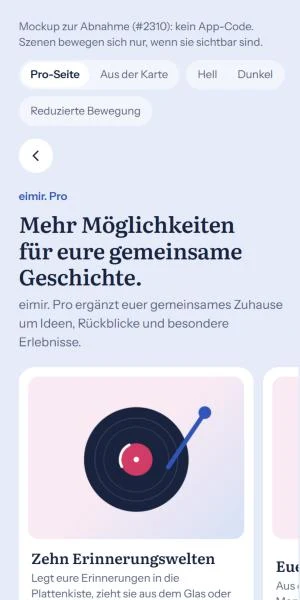 Mockup zur Abnahme (#2310): kein App-Code.
Szenen bewegen sich nur, wenn sie sichtbar sind.
Pro-Seite Aus der Karte Hell Dunkel
Reduzierte Bewegung
eimir. Pro
Mehr Möglichkeiten
für eure gemeinsame
Geschichte.
eimir. Pro ergänzt euer gemeinsames Zuhause
um Ideen, Rückblicke und besondere
Erlebnisse.
Zehn Erinnerungswelten
Legt eure Erinnerungen in die
Plattenkiste, zieht sie aus dem Glas oder